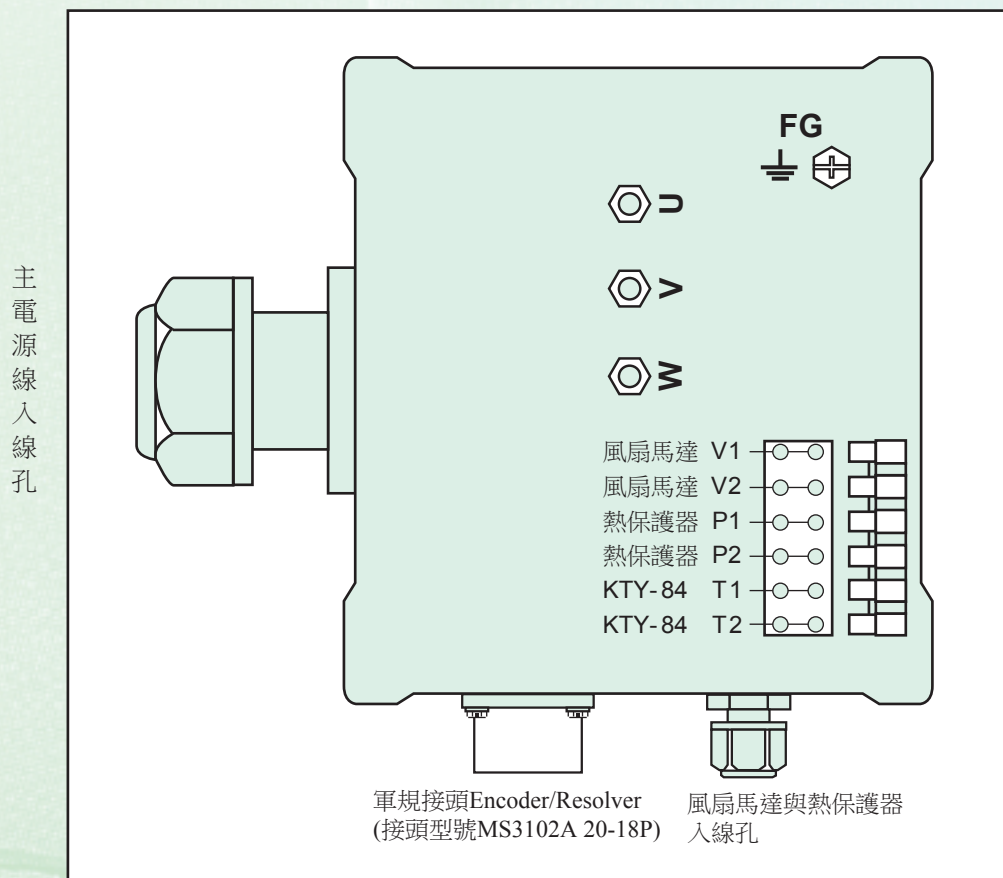 主電源線入線孔
FG
U
V
W
風扇馬達 V1
風扇馬達 V2
熱保護器 P1
熱保護器 P2
KTY-84 T1
KTY-84 T2
軍規接頭Encoder/Resolver
(接頭型號MS3102A 20-18P)
風扇馬達與熱保護器
入線孔